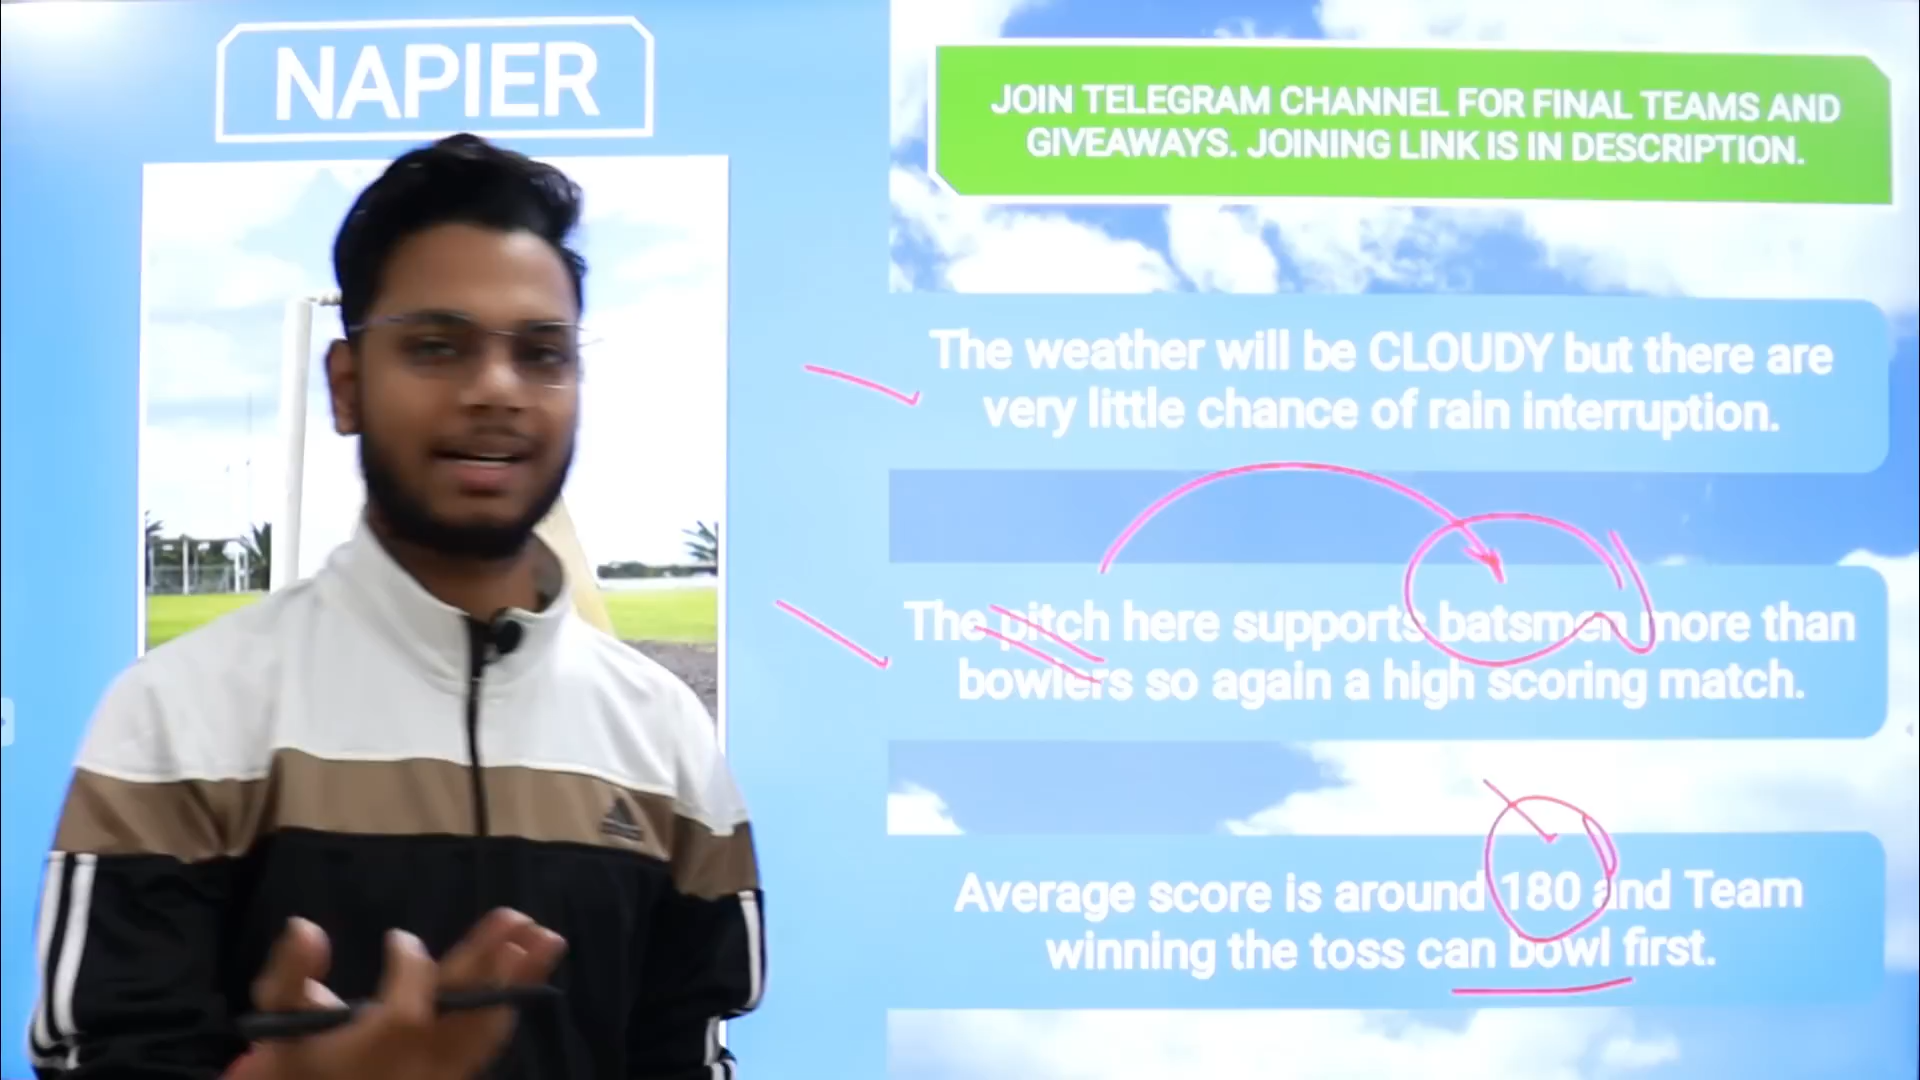 NAPIER
JOIN TELEGRAM CHANNEL FOR FINAL TEAMS AND
GIVEAWAYS. JOINING LINK IS IN DESCRIPTION.
The weather will be CLOUDY but there are
very little chance of rain interruption.
The pitch here supports batsmen more than
bowlers so again a high scoring match.
Average score is around 180 and Team
winning the toss can bowl first.